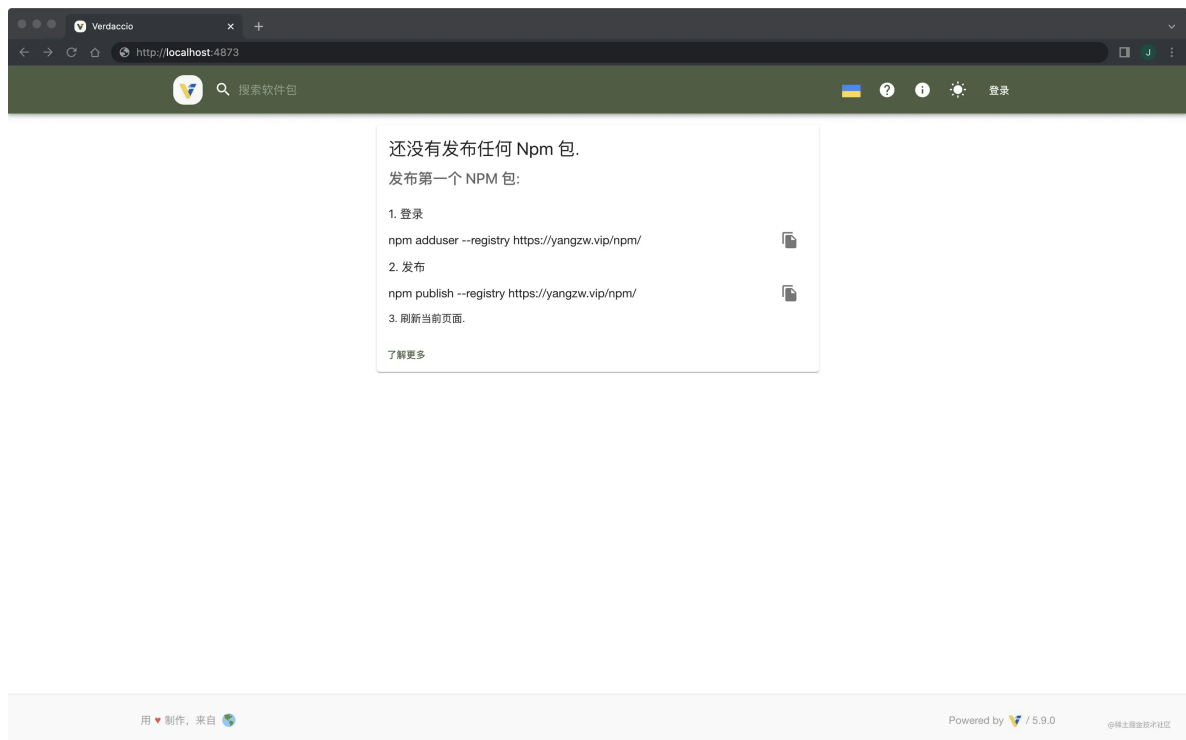 Verdaccio
http://localhost:4873
J
搜索软件包
登录
还没有发布任何 Npm 包.
发布第一个 NPM 包:
1. 登录
npm adduser --registry https://yangzw.vip/npm/
2. 发布
npm publish --registry https://yangzw.vip/npm/
3. 刷新当前页面.
了解更多
用 ♥ 制作，来自
Powered by / 5.9.0
@稀土掘金技术社区